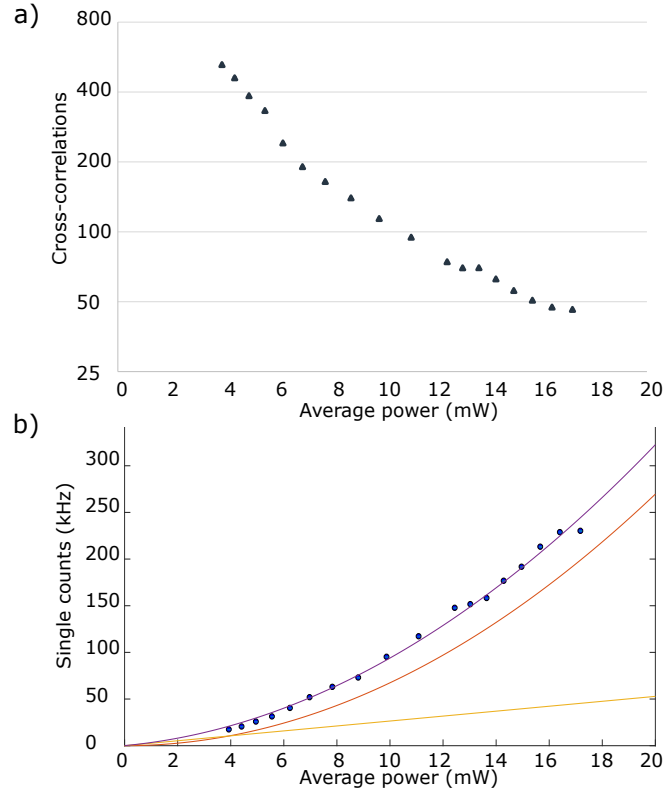 a)
800
400
200
100
50
25
Cross-correlations
0 2 4 6 8 10 12 14 16 18 20
Average power (mW)
b)
300
250
200
150
100
50
0
Single counts (kHz)
0 2 4 6 8 10 12 14 16 18 20
Average power (mW)